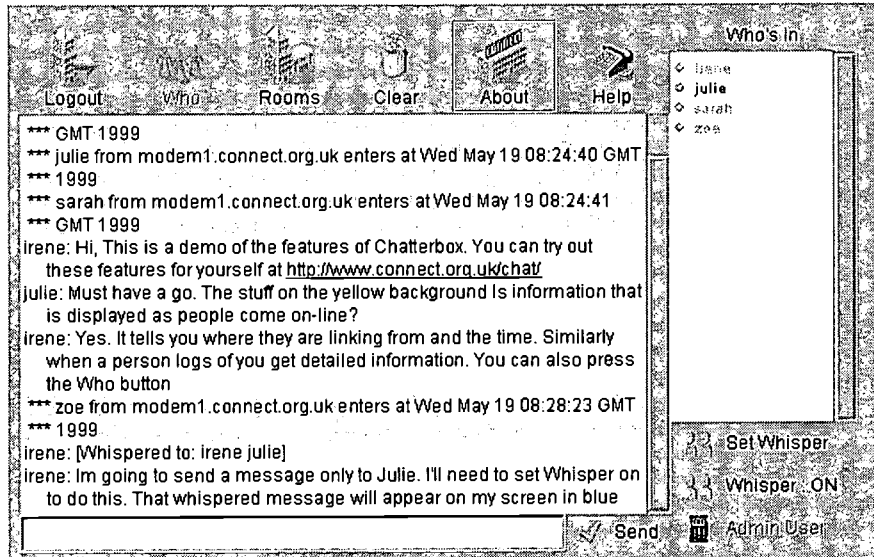 Logout Who Rooms Clear About Help
Who's In
irene
julie
sarah
zoe
*** GMT 1999
*** julie from modem1.connect.org.uk enters at Wed May 19 08:24:40 GMT
*** 1999
*** sarah from modem1.connect.org.uk enters at Wed May 19 08:24:41
*** GMT 1999
irene: Hi, This is a demo of the features of Chatterbox. You can try out
these features for yourself at http://www.connect.org.uk/chat/
julie: Must have a go. The stuff on the yellow background Is information that
is displayed as people come on-line?
irene: Yes. It tells you where they are linking from and the time. Similarly
when a person logs of you get detailed information. You can also press
the Who button
*** zoe from modem1.connect.org.uk enters at Wed May 19 08:28:23 GMT
*** 1999
irene: [Whispered to: irene julie]
irene: Im going to send a message only to Julie. I'll need to set Whisper on
to do this. That whispered message will appear on my screen in blue
Set Whisper
Whisper ON
Send
Admin User